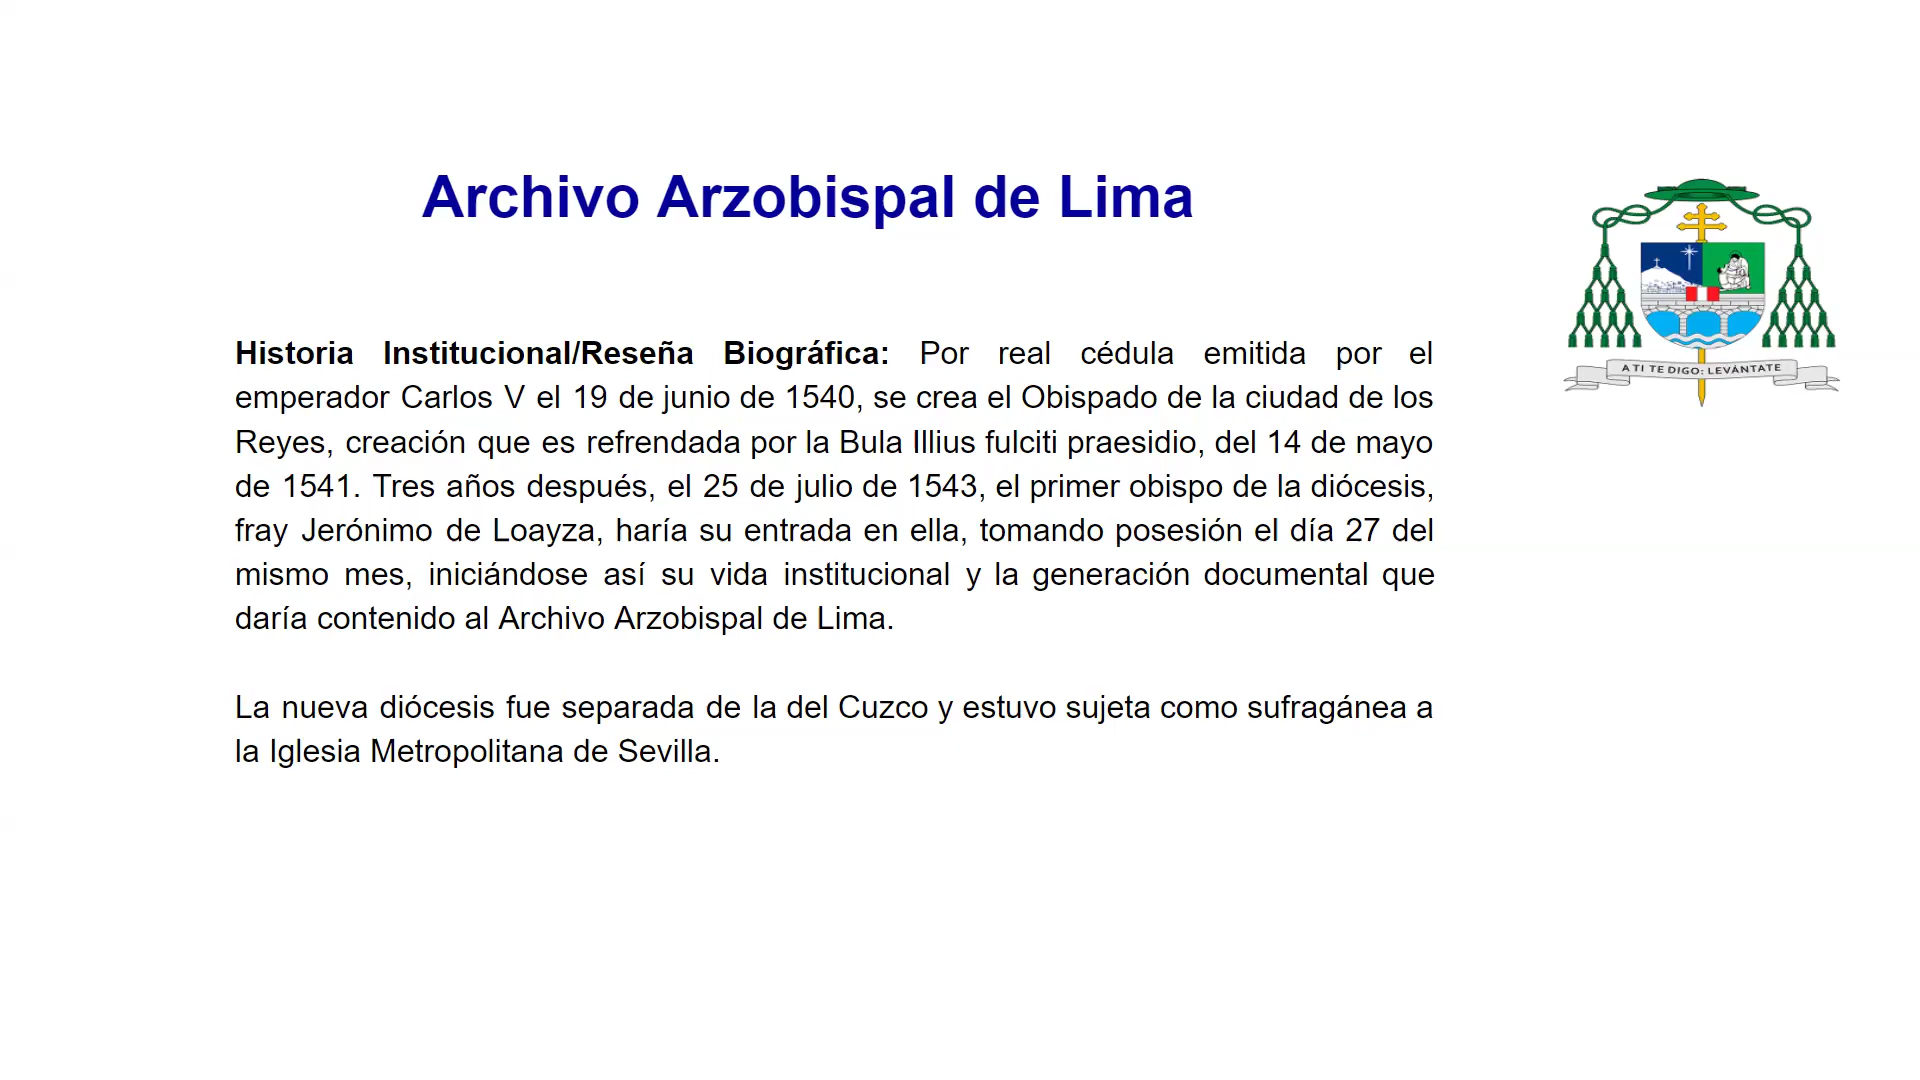 Archivo Arzobispal de Lima
A TI TE DIGO: LEVÁNTATE
Historia Institucional/Reseña Biográfica: Por real cédula emitida por el
emperador Carlos V el 19 de junio de 1540, se crea el Obispado de la ciudad de los
Reyes, creación que es refrendada por la Bula Illius fulciti praesidio, del 14 de mayo
de 1541. Tres años después, el 25 de julio de 1543, el primer obispo de la diócesis,
fray Jerónimo de Loayza, haría su entrada en ella, tomando posesión el día 27 del
mismo mes, iniciándose así su vida institucional y la generación documental que
daría contenido al Archivo Arzobispal de Lima.
La nueva diócesis fue separada de la del Cuzco y estuvo sujeta como sufragánea a
la Iglesia Metropolitana de Sevilla.